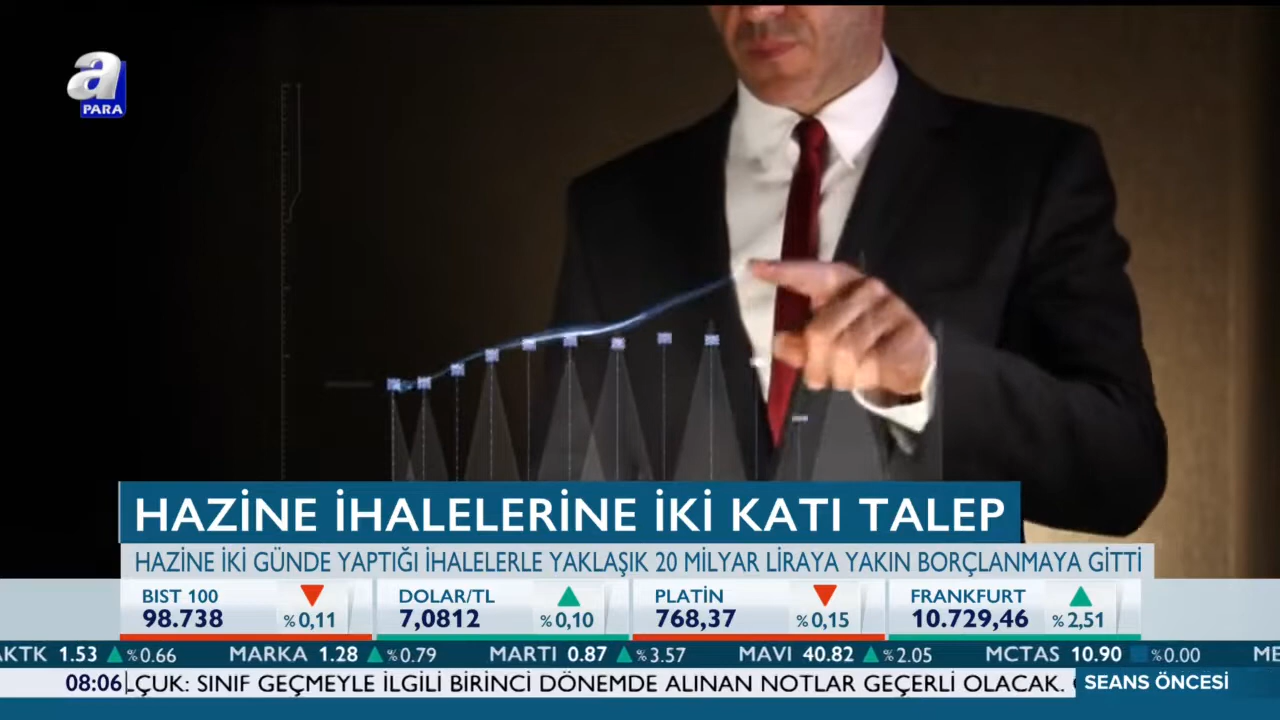 a
PARA
HAZİNE İHALELERİNE İKİ KATI TALEP
HAZİNE İKİ GÜNDE YAPTIĞI İHALELERLE YAKLAŞIK 20 MİLYAR LİRAYA YAKIN BORÇLANMAYA GİTTİ
BIST 100 98.738 %0,11
DOLAR/TL 7,0812 %0,10
PLATİN 768,37 %0,15
FRANKFURT 10.729,46 %2,51
AKTK 1.53 %0.66 MARKA 1.28 %0.79 MARTI 0.87 %3.57 MAVI 40.82 %2.05 MCTAS 10.90 %0.00 ME
08:06 LÇUK: SINIF GEÇMEYLE İLGİLİ BİRİNCİ DÖNEMDE ALINAN NOTLAR GEÇERLİ OLACAK. SEANS ÖNCESİ